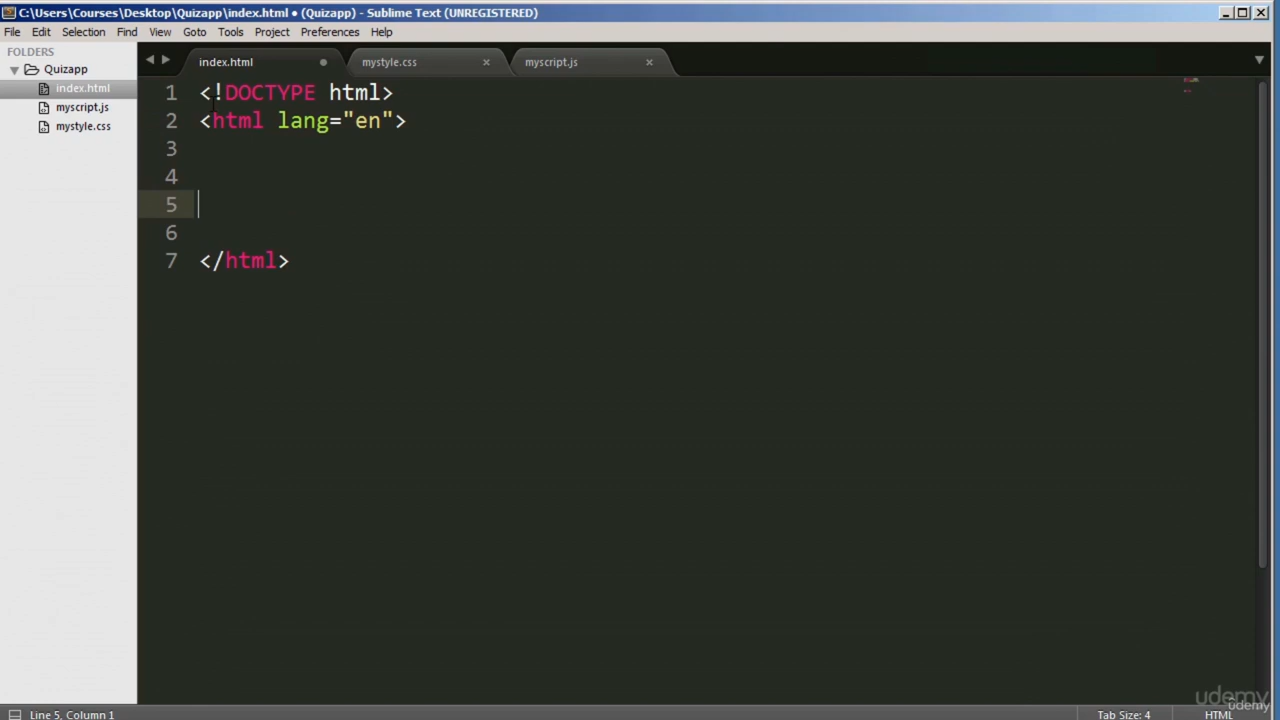 C:\Users\Courses\Desktop\Quizapp\index.html • (Quizapp) - Sublime Text (UNREGISTERED)
File Edit Selection Find View Goto Tools Project Preferences Help
FOLDERS
Quizapp
index.html
myscript.js
mystyle.css
index.html mystyle.css myscript.js
1 <!DOCTYPE html>
2 <html lang="en">
3
4
5
6
7 </html>
udemy
udemy
Line 5, Column 1 Tab Size: 4 HTML